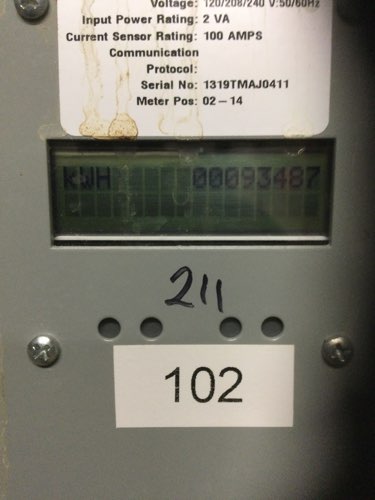 Voltage: 120/208/240 V:50/60Hz
Input Power Rating: 2 VA
Current Sensor Rating: 100 AMPS
Communication
Protocol:
Serial No: 1319TMAJ0411
Meter Pos: 02-14
KWH 00093487
211
102